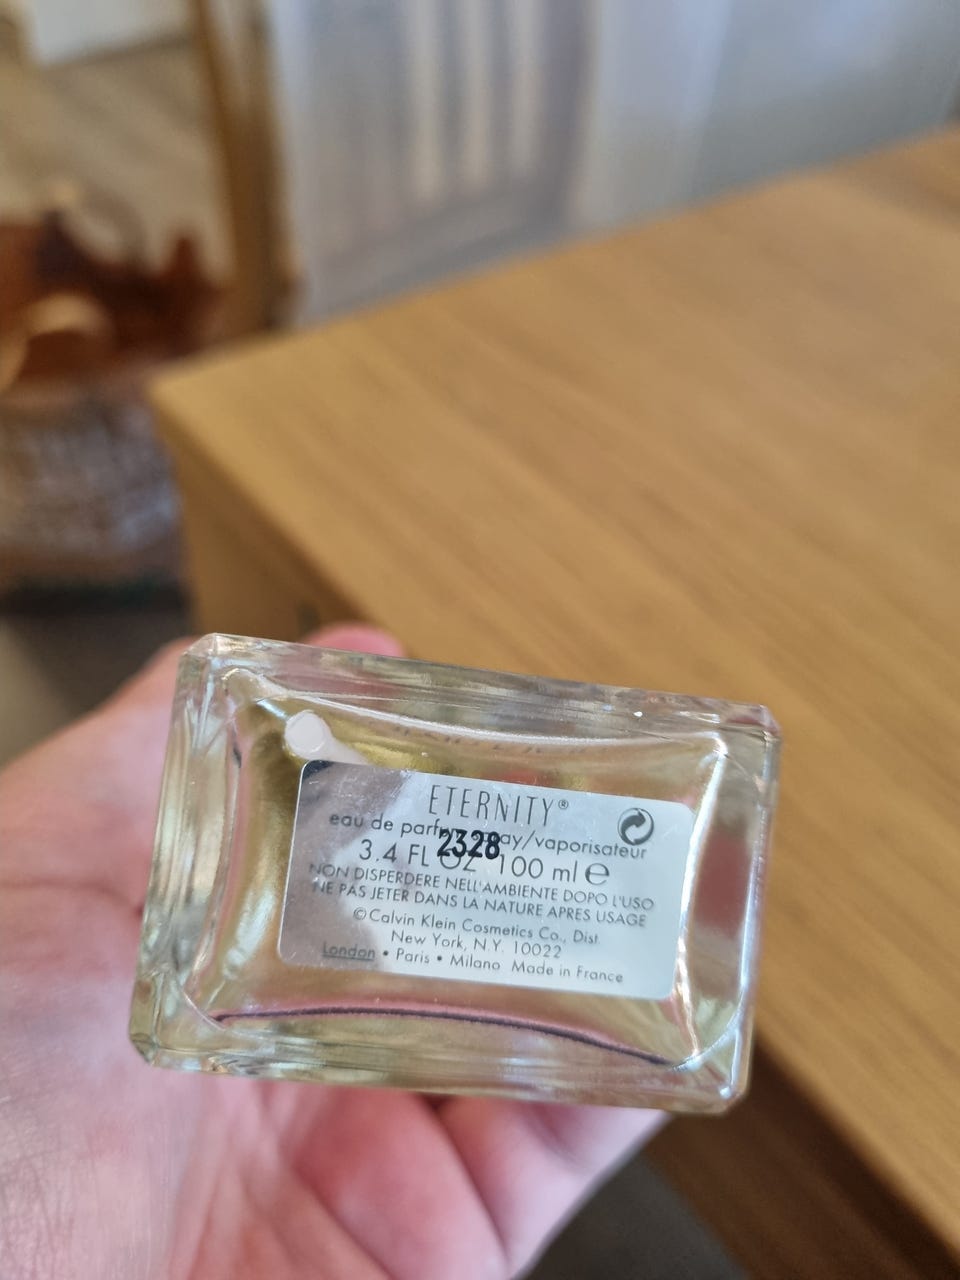 ETERNITY®
eau de parfum spray/vaporisateur
2328
3.4 FL OZ 100 ml e
NON DISPERDERE NELL'AMBIENTE DOPO L'USO
NE PAS JETER DANS LA NATURE APRES USAGE
©Calvin Klein Cosmetics Co., Dist.
New York, N.Y. 10022
London • Paris • Milano Made in France